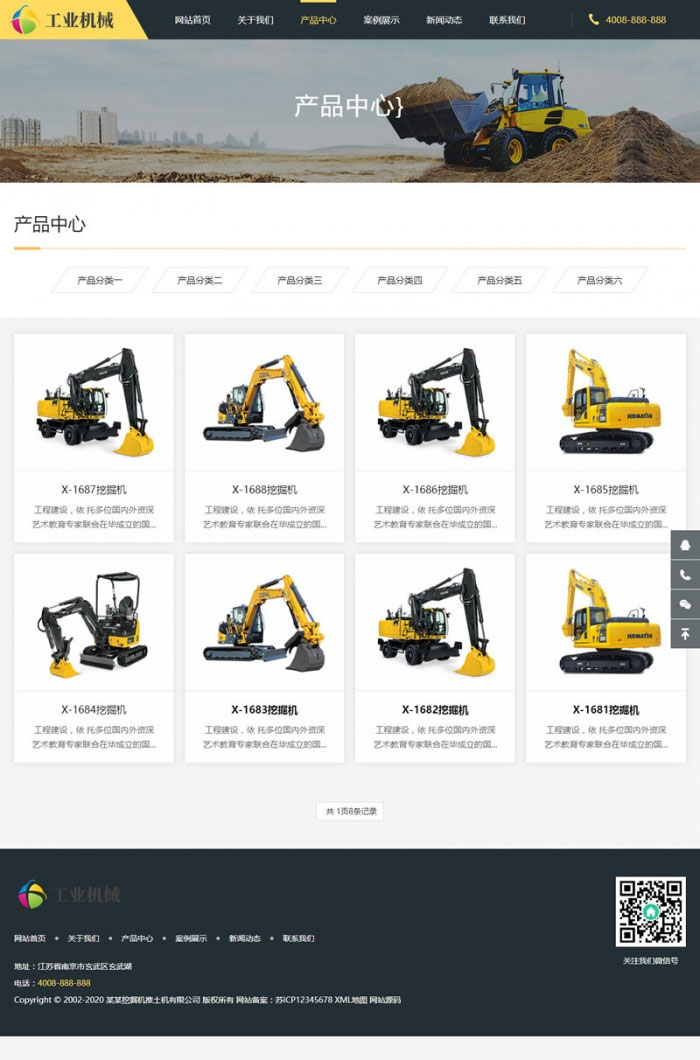 工业机械
网站首页 关于我们 产品中心 案例展示 新闻动态 联系我们 4008-888-888
产品中心}
产品中心
产品分类一 产品分类二 产品分类三 产品分类四 产品分类五 产品分类六
X-1687挖掘机 X-1688挖掘机 X-1686挖掘机 X-1685挖掘机
工程建设，依 托多位国内外资深 工程建设，依 托多位国内外资深 工程建设，依 托多位国内外资深 工程建设，依 托多位国内外资深
艺术教育专家联合在华成立的国... 艺术教育专家联合在华成立的国... 艺术教育专家联合在华成立的国... 艺术教育专家联合在华成立的国...
X-1684挖掘机 X-1683挖掘机 X-1682挖掘机 X-1681挖掘机
工程建设，依 托多位国内外资深 工程建设，依 托多位国内外资深 工程建设，依 托多位国内外资深 工程建设，依 托多位国内外资深
艺术教育专家联合在华成立的国... 艺术教育专家联合在华成立的国... 艺术教育专家联合在华成立的国... 艺术教育专家联合在华成立的国...
共 1页8条记录
工业机械
网站首页 关于我们 产品中心 案例展示 新闻动态 联系我们
关注我们微信号
地址：江苏省南京市玄武区玄武湖
电话：4008-888-888
Copyright © 2002-2020 某某挖掘机推土机有限公司 版权所有 网站备案：苏ICP12345678 XML地图 网站源码